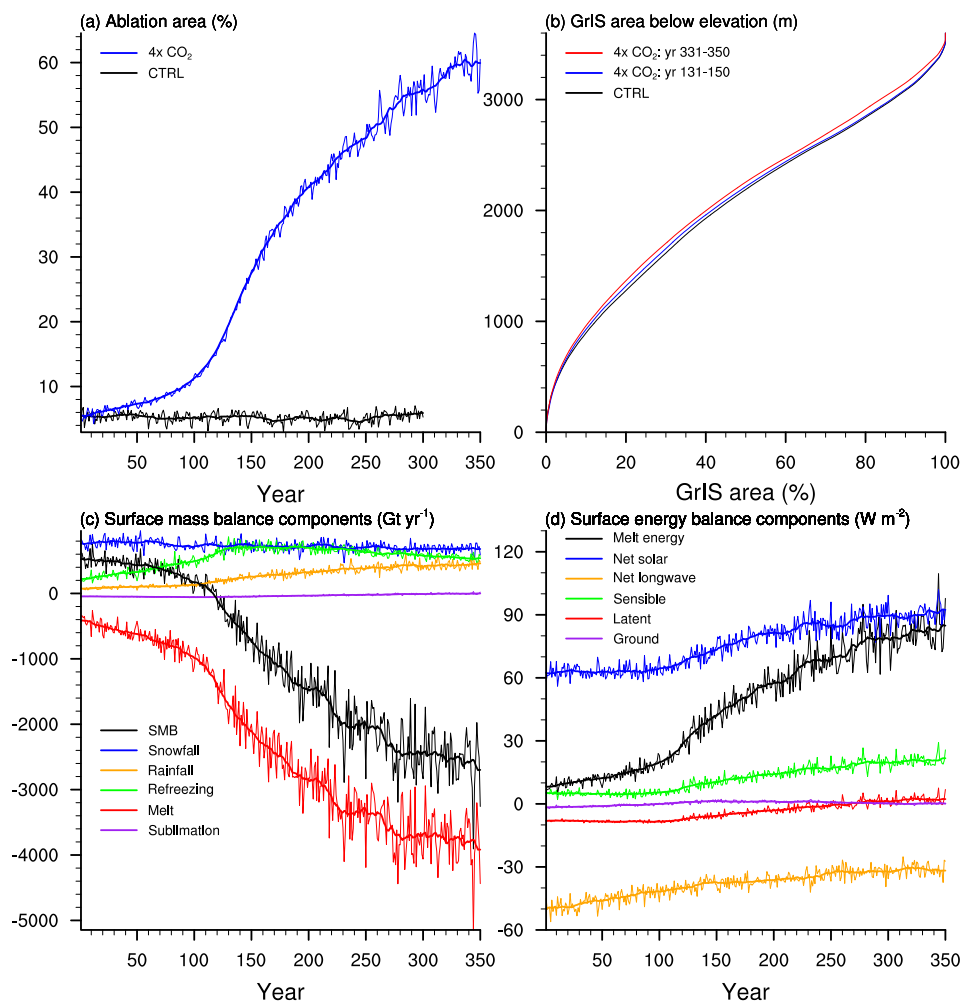 (a) Ablation area (%)
4x CO₂
CTRL
60
50
40
30
20
10
50 100 150 200 250 300 350
Year
(b) GrIS area below elevation (m)
4x CO₂: yr 331-350
4x CO₂: yr 131-150
CTRL
3600
2400
1200
0
0 20 40 60 80 100
GrIS area (%)
(c) Surface mass balance components (Gt yr⁻¹)
0
-1000
-2000
-3000
-4000
-5000
SMB
Snowfall
Rainfall
Refreezing
Melt
Sublimation
50 100 150 200 250 300 350
Year
(d) Surface energy balance components (W m⁻²)
Melt energy
Net solar
Net longwave
Sensible
Latent
Ground
120
90
60
30
0
-30
-60
50 100 150 200 250 300 350
Year